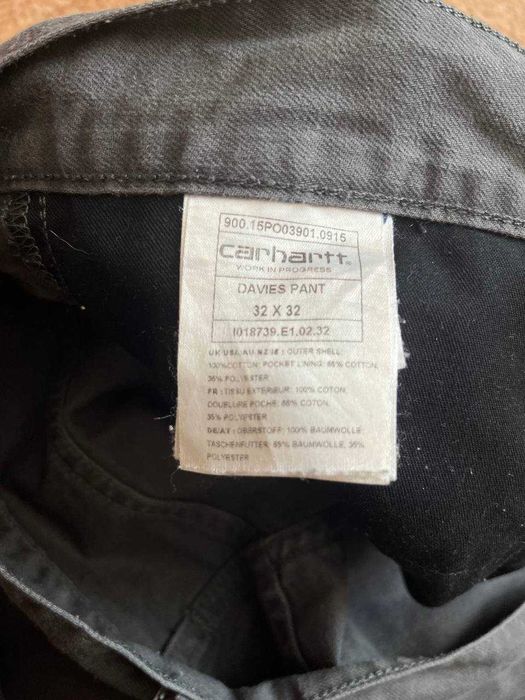 900.15PO03901.0915
carhartt
WORK IN PROGRESS
DAVIES PANT
32 X 32
I018739.E1.02.32
UK USA, AU NZ IE : OUTER SHELL:
100%COTTON; POCKET LINING: 65% COTTON,
35% POLYESTER
FR : TISSU EXTERIEUR: 100% COTON;
DOUBLURE POCHE: 65% COTON,
35% POLYESTER
DE/AT : OBERSTOFF: 100% BAUMWOLLE;
TASCHENFUTTER: 65% BAUMWOLLE, 35%
POLYESTER